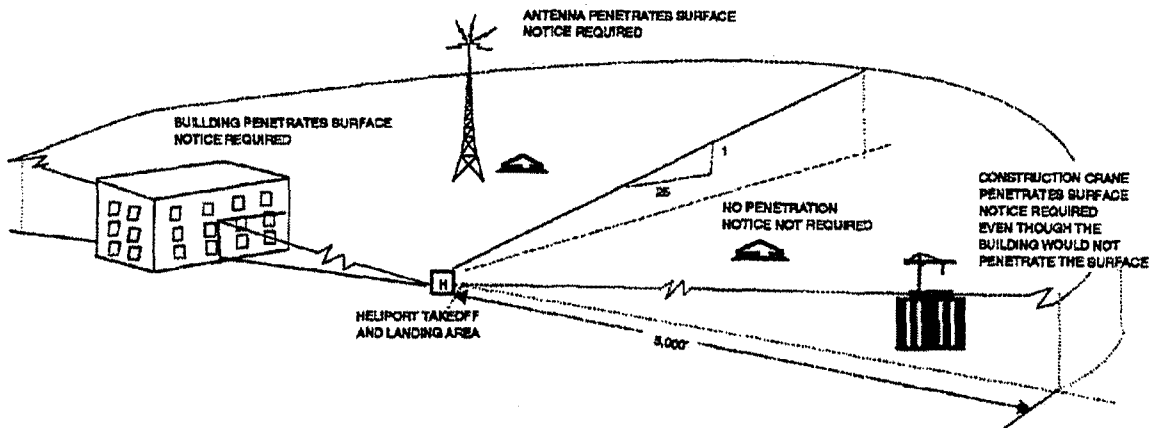 ANTENNA PENETRATES SURFACE
NOTICE REQUIRED
BUILLDING PENETRATES SURFACE
NOTICE REQUIRED
1
25
NO PENETRATION
NOTICE NOT REQUIRED
CONSTRUCTION CRANE
PENETRATES SURFACE
NOTICE REQUIRED
EVEN THOUGH THE
BUILDING WOULD NOT
PENETRATE THE SURFACE
H
HELIPORT TAKEOFF
AND LANDING AREA
5,000'